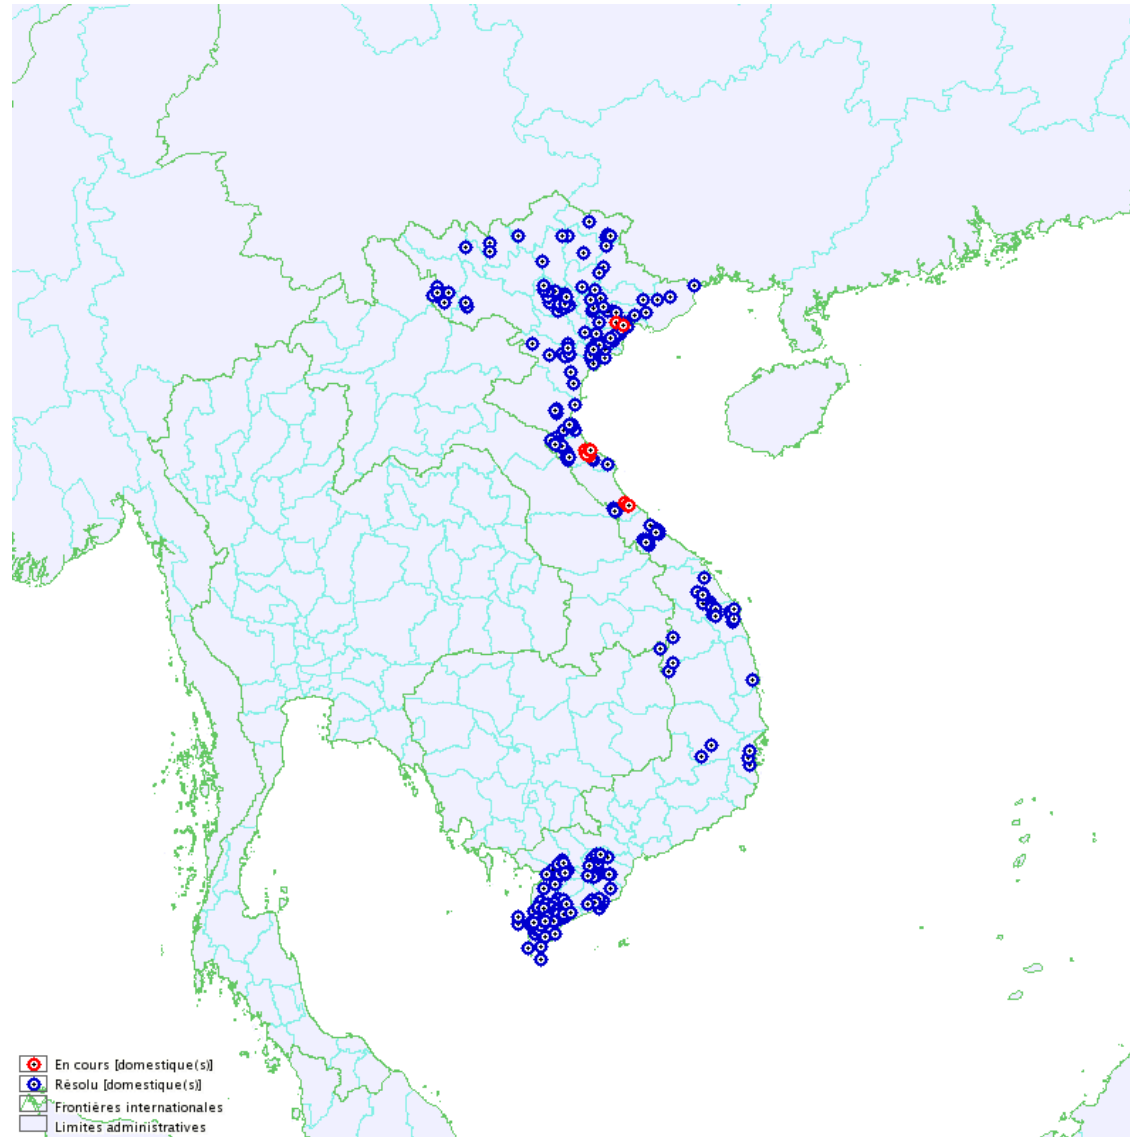 En cours [domestique(s)]
Résolu [domestique(s)]
Frontières internationales
Limites administratives